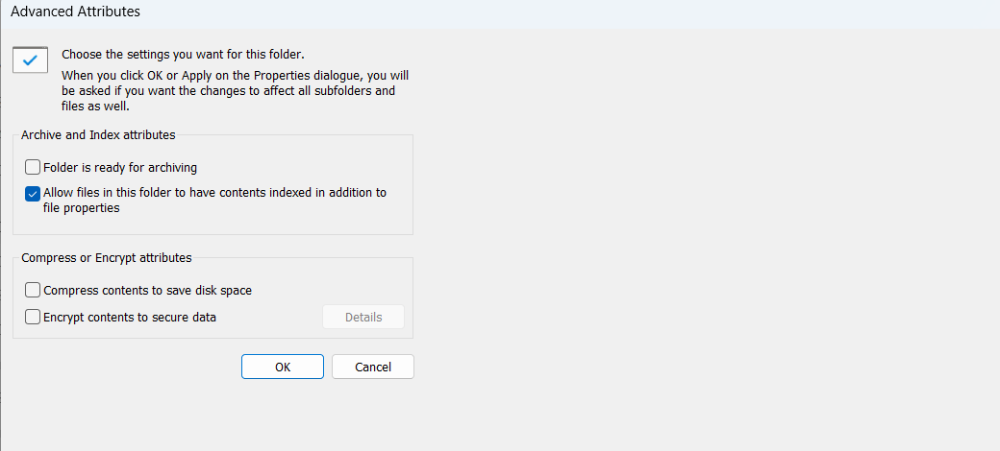 Advanced Attributes
Choose the settings you want for this folder.
When you click OK or Apply on the Properties dialogue, you will
be asked if you want the changes to affect all subfolders and
files as well.
Archive and Index attributes
Folder is ready for archiving
Allow files in this folder to have contents indexed in addition to
file properties
Compress or Encrypt attributes
Compress contents to save disk space
Encrypt contents to secure data
Details
OK
Cancel